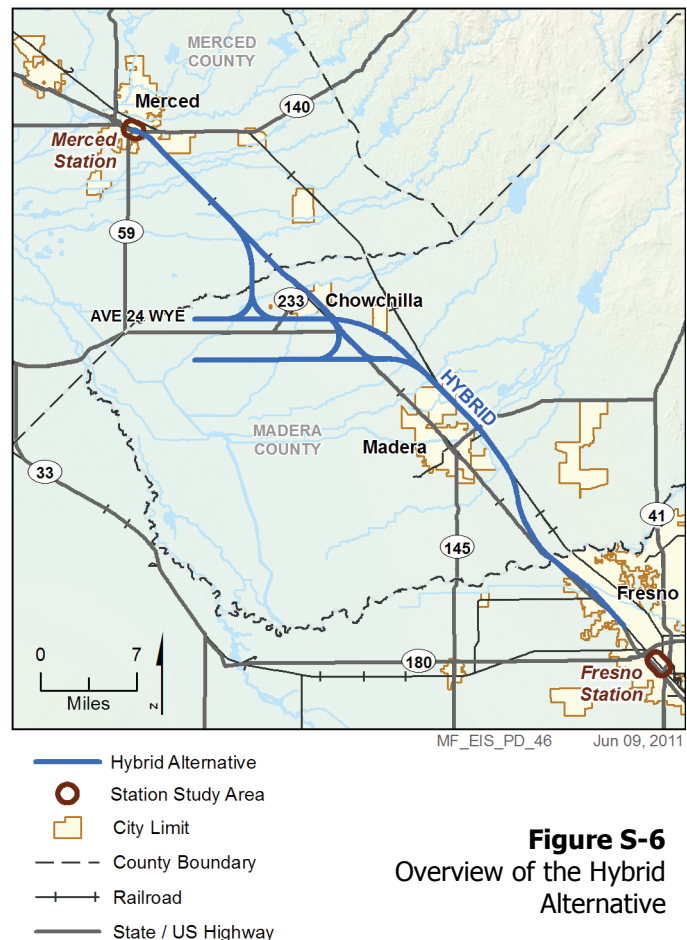 MERCED
COUNTY
Merced
140
Merced
Station
59
233
Chowchilla
AVE 24 WYE
HYBRID
MADERA
COUNTY
Madera
33
41
145
Fresno
0
7
Miles
N
180
Fresno
Station
MF_EIS_PD_46 Jun 09, 2011
Hybrid Alternative
Station Study Area
City Limit
County Boundary
Railroad
State / US Highway
Figure S-6
Overview of the Hybrid
Alternative